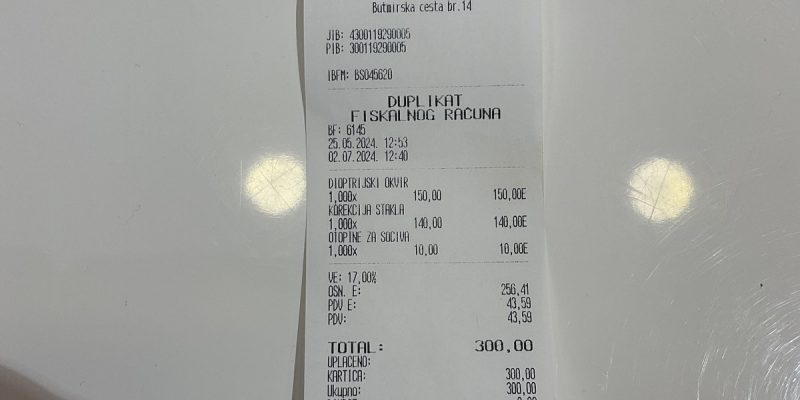 Butmirska cesta br.14
JIB: 4300119290005
PIB: 300119290005
IBFM: BS045620
DUPLIKAT
FISKALNOG RAČUNA
BF: 6145
25.05.2024. 12:53
02.07.2024. 12:40
DIOPTRIJSKI OKVIR
1,000x 150,00 150,00E
KOREKCIJA STAKLA
1,000x 140,00 140,00E
OTOPINE ZA SOCIVA
1,000x 10,00 10,00E
VE: 17,00%
OSN. E: 256,41
PDV E: 43,59
PDV: 43,59
TOTAL: 300,00
UPLAĆENO:
KARTICA: 300,00
Ukupno: 300,00